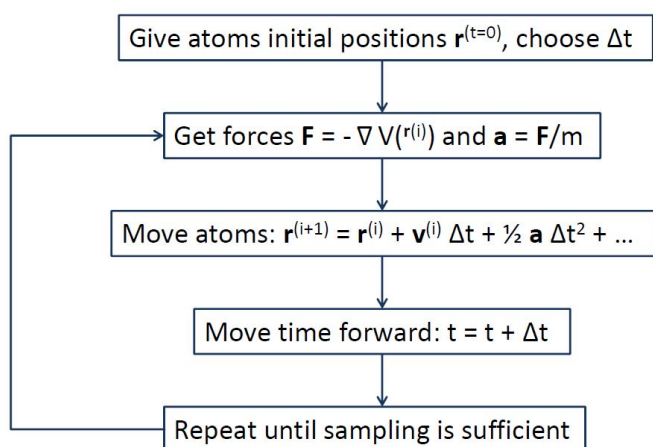 Give atoms initial positions r⁽ᵗ⁼⁰⁾, choose Δt
Get forces F = - ∇ V(ʳ⁽ⁱ⁾) and a = F/m
Move atoms: r⁽ⁱ⁺¹⁾ = r⁽ⁱ⁾ + v⁽ⁱ⁾ Δt + ½ a Δt² + ...
Move time forward: t = t + Δt
Repeat until sampling is sufficient